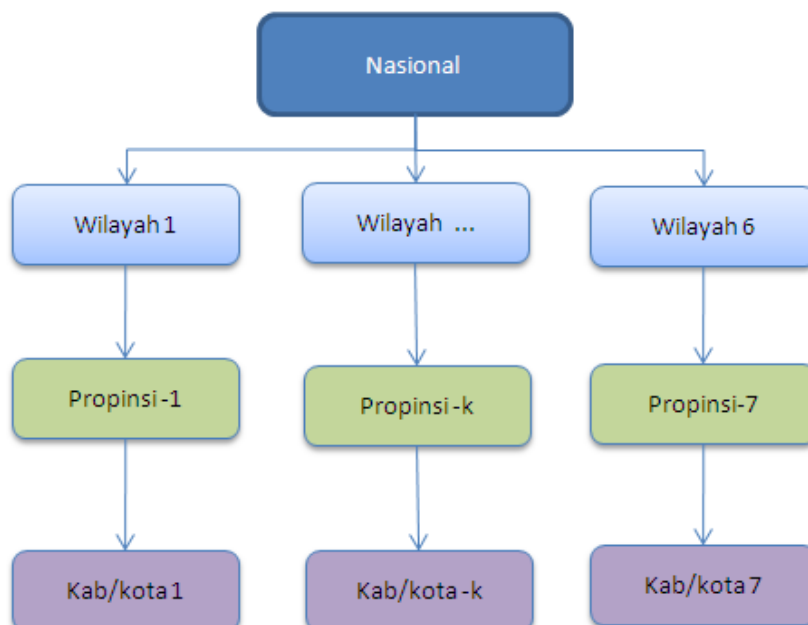 Nasional
Wilayah 1
Wilayah ...
Wilayah 6
Propinsi -1
Propinsi -k
Propinsi-7
Kab/kota 1
Kab/kota -k
Kab/kota 7